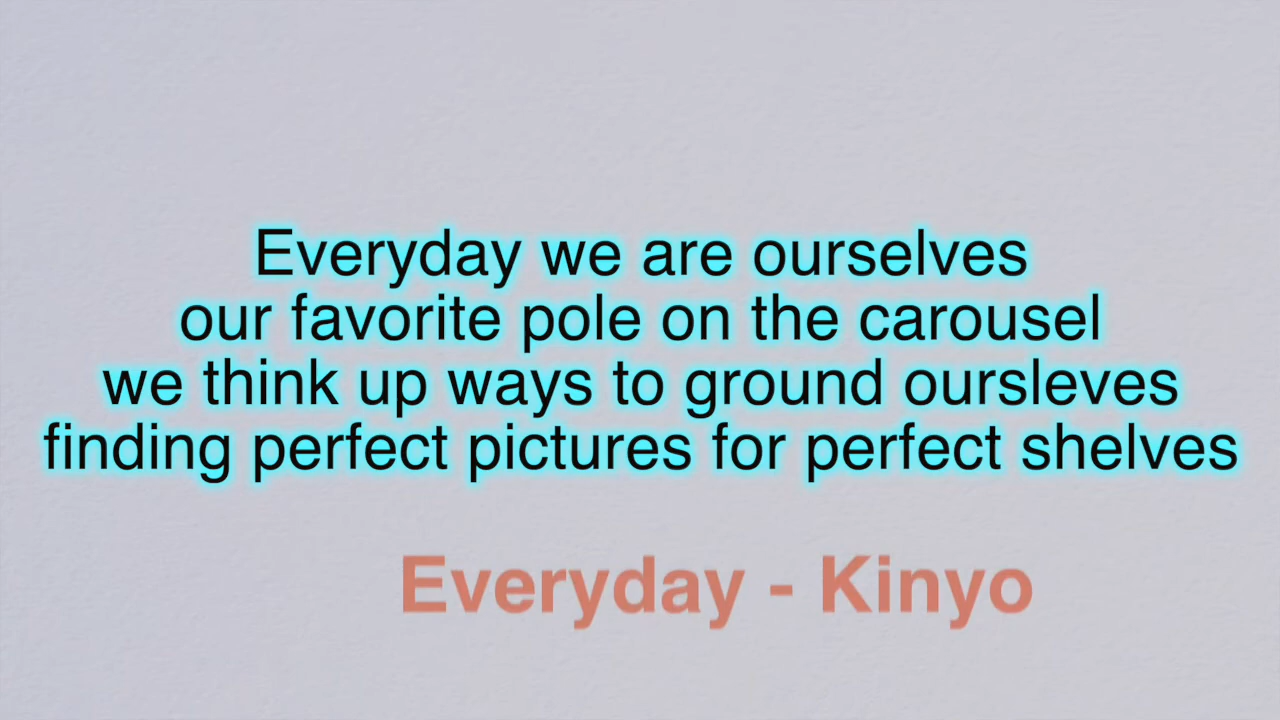 Everyday we are ourselves
our favorite pole on the carousel
we think up ways to ground oursleves
finding perfect pictures for perfect shelves
Everyday - Kinyo